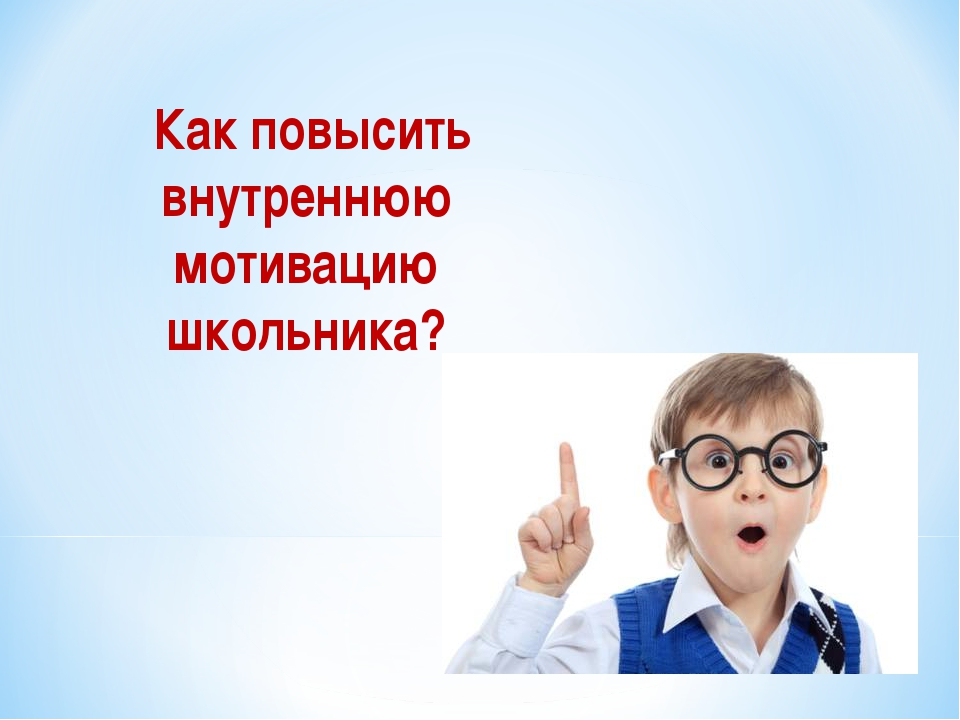 Как повысить
внутреннюю
мотивацию
школьника?